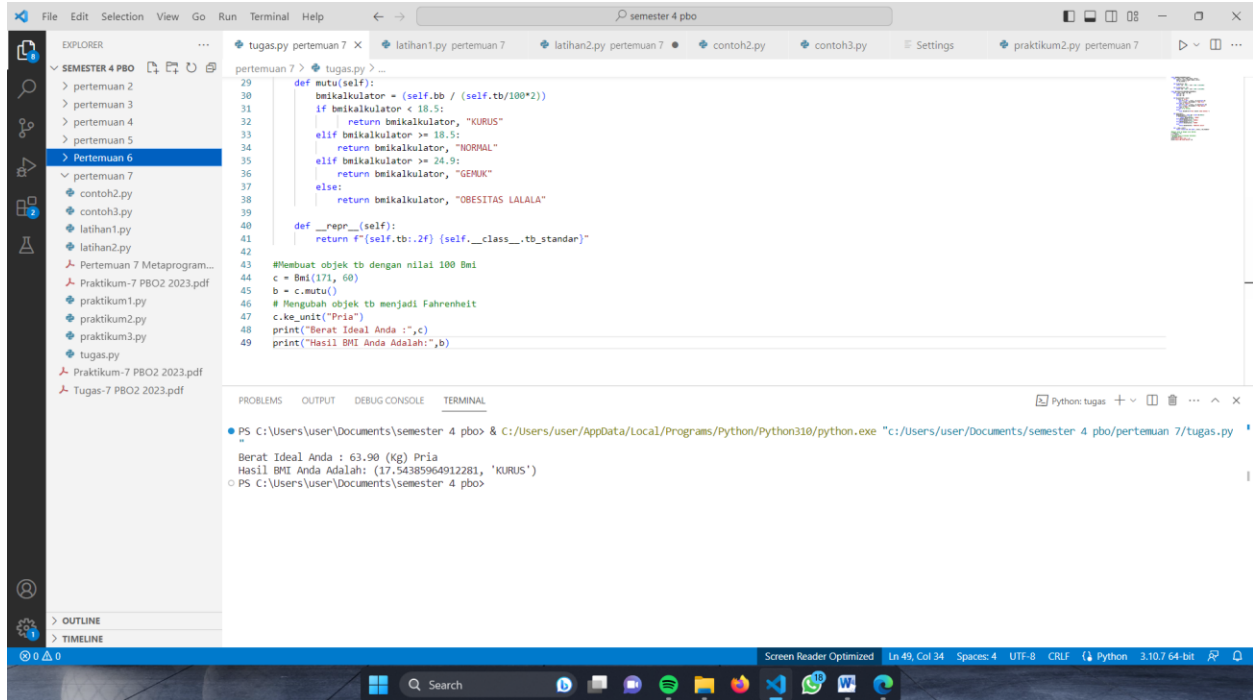 File Edit Selection View Go Run Terminal Help
semester 4 pbo
EXPLORER
SEMESTER 4 PBO
pertemuan 2
pertemuan 3
pertemuan 4
pertemuan 5
Pertemuan 6
pertemuan 7
contoh2.py
contoh3.py
latihan1.py
latihan2.py
Pertemuan 7 Metaprogram...
Praktikum-7 PBO2 2023.pdf
praktikum1.py
praktikum2.py
praktikum3.py
tugas.py
Praktikum-7 PBO2 2023.pdf
Tugas-7 PBO2 2023.pdf
OUTLINE
TIMELINE
tugas.py pertemuan 7 latihan1.py pertemuan 7 latihan2.py pertemuan 7 contoh2.py contoh3.py Settings praktikum2.py pertemuan 7
pertemuan 7 > tugas.py > ...
29 def mutu(self):
30 bmikalkulator = (self.bb / (self.tb/100*2))
31 if bmikalkulator < 18.5:
32 return bmikalkulator, "KURUS"
33 elif bmikalkulator >= 18.5:
34 return bmikalkulator, "NORMAL"
35 elif bmikalkulator >= 24.9:
36 return bmikalkulator, "GEMUK"
37 else:
38 return bmikalkulator, "OBESITAS LALALA"
39
40 def __repr__(self):
41 return f"{self.tb:.2f} {self.__class__.tb_standar}"
42
43 #Membuat objek tb dengan nilai 100 Bmi
44 c = Bmi(171, 60)
45 b = c.mutu()
46 # Mengubah objek tb menjadi Fahrenheit
47 c.ke_unit("Pria")
48 print("Berat Ideal Anda :",c)
49 print("Hasil BMI Anda Adalah:",b)
PROBLEMS OUTPUT DEBUG CONSOLE TERMINAL
Python: tugas
PS C:\Users\user\Documents\semester 4 pbo> & C:/Users/user/AppData/Local/Programs/Python/Python310/python.exe "c:/Users/user/Documents/semester 4 pbo/pertemuan 7/tugas.py
"
Berat Ideal Anda : 63.90 (Kg) Pria
Hasil BMI Anda Adalah: (17.54385964912281, 'KURUS')
PS C:\Users\user\Documents\semester 4 pbo>
0 0 Screen Reader Optimized Ln 49, Col 34 Spaces: 4 UTF-8 CRLF Python 3.10.7 64-bit
Search
18